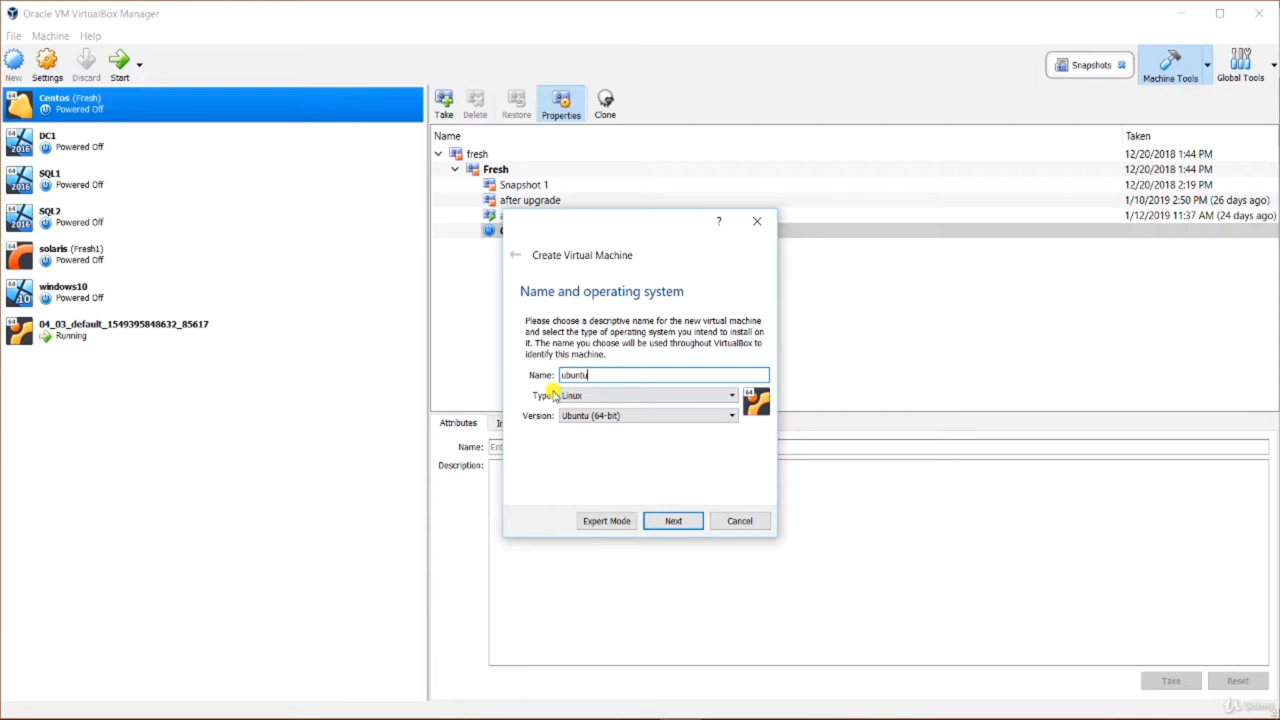 Oracle VM VirtualBox Manager
File Machine Help
New Settings Discard Start
Snapshots Machine Tools Global Tools
Centos (Fresh)
Powered Off
DC1
Powered Off
SQL1
Powered Off
SQL2
Powered Off
solaris (Fresh1)
Powered Off
windows10
Powered Off
04_03_default_1549395848632_85617
Running
Take Delete Restore Properties Clone
Name Taken
fresh 12/20/2018 1:44 PM
Fresh 12/20/2018 1:44 PM
Snapshot 1 12/20/2018 2:19 PM
after upgrade 1/10/2019 2:50 PM (26 days ago)
1/12/2019 11:37 AM (24 days ago)
Create Virtual Machine
Name and operating system
Please choose a descriptive name for the new virtual machine
and select the type of operating system you intend to install on
it. The name you choose will be used throughout VirtualBox to
identify this machine.
Name: ubuntu
Type: Linux
Version: Ubuntu (64-bit)
Expert Mode Next Cancel
Attributes
Name:
Description:
Take Reset
Udemy